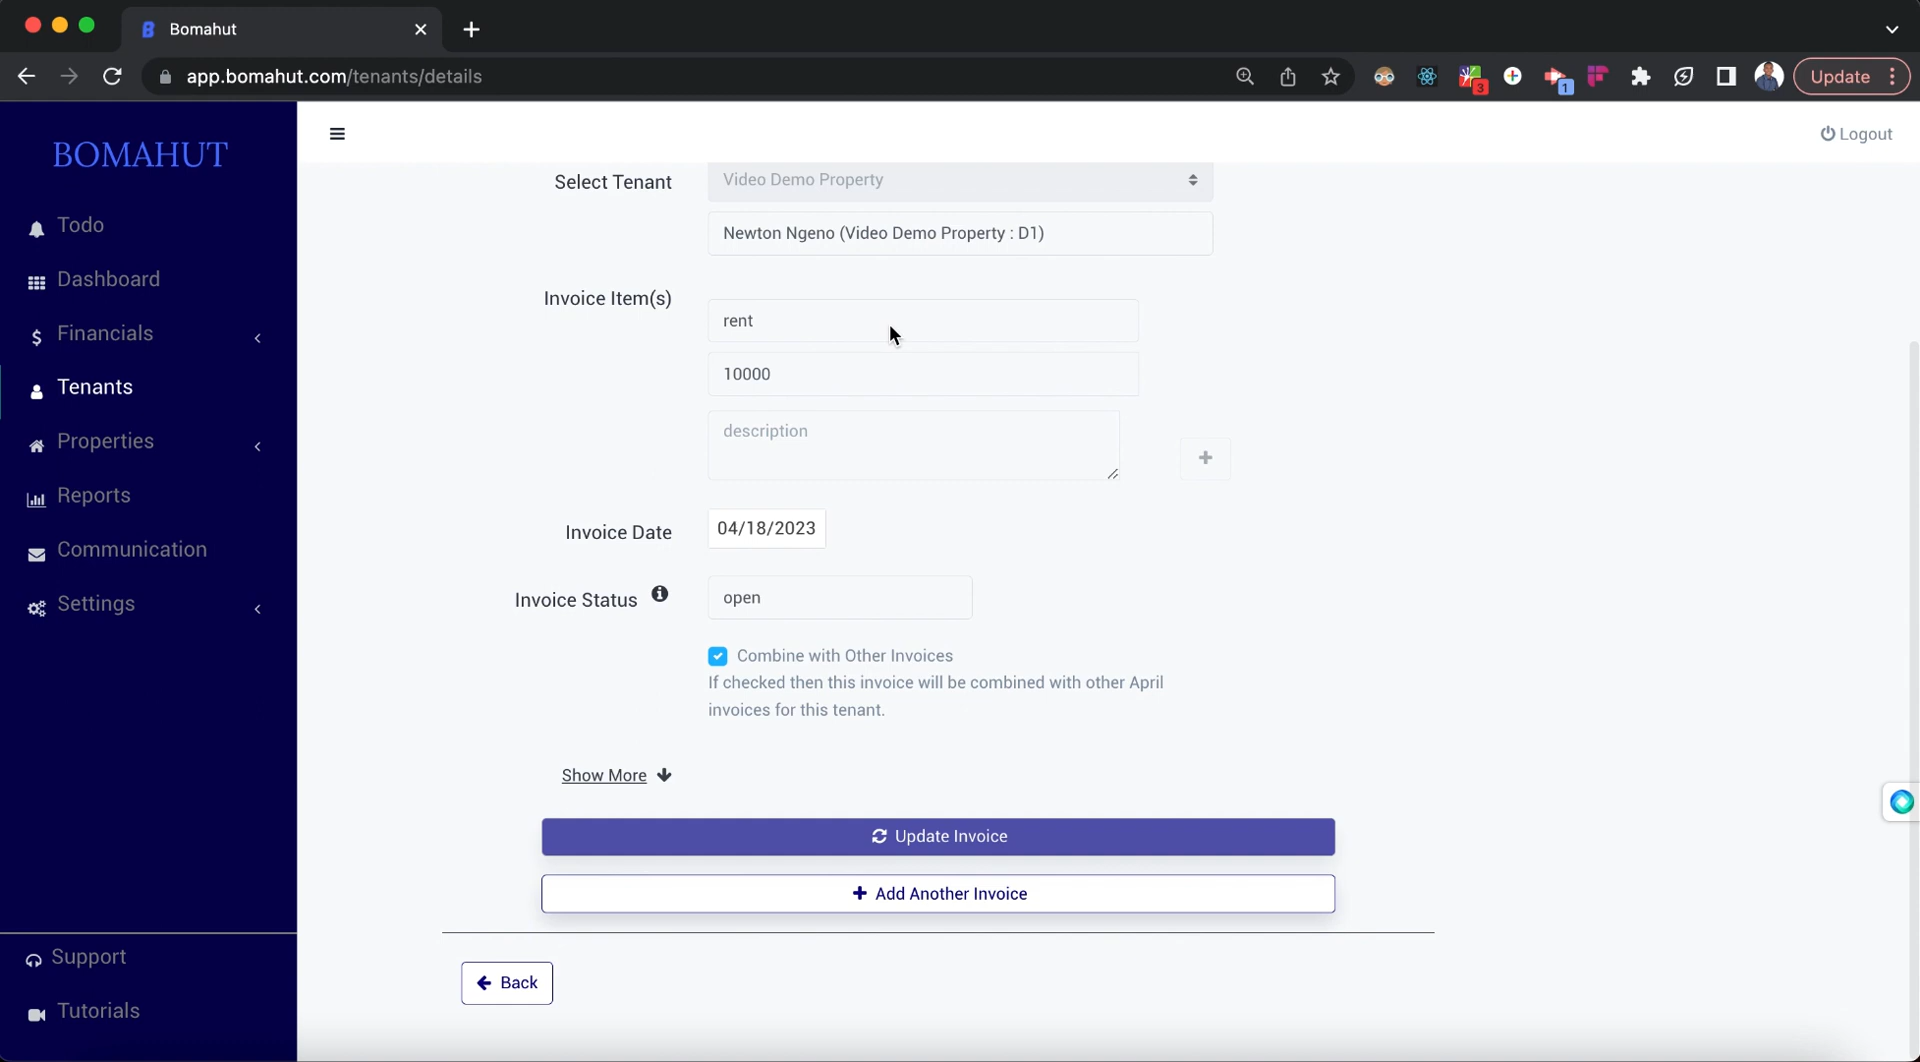 Bomahut
app.bomahut.com/tenants/details
3
1
Update
BOMAHUT
Logout
Todo
Dashboard
Financials
Tenants
Properties
Reports
Communication
Settings
Support
Tutorials
Select Tenant
Video Demo Property
Newton Ngeno (Video Demo Property : D1)
Invoice Item(s)
rent
10000
description
Invoice Date
04/18/2023
Invoice Status
open
Combine with Other Invoices
If checked then this invoice will be combined with other April
invoices for this tenant.
Show More
Update Invoice
Add Another Invoice
Back